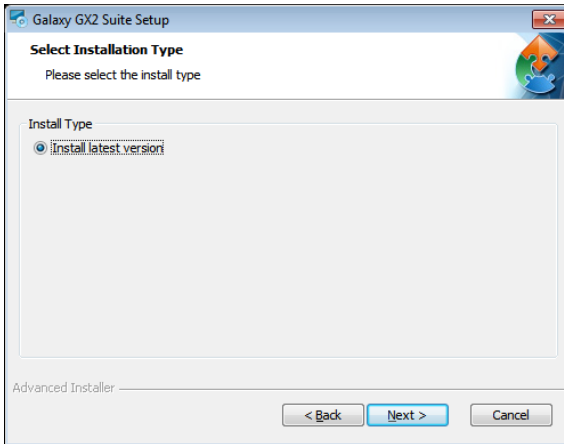 Galaxy GX2 Suite Setup
Select Installation Type
Please select the install type
Install Type
Install latest version
Advanced Installer
< Back
Next >
Cancel